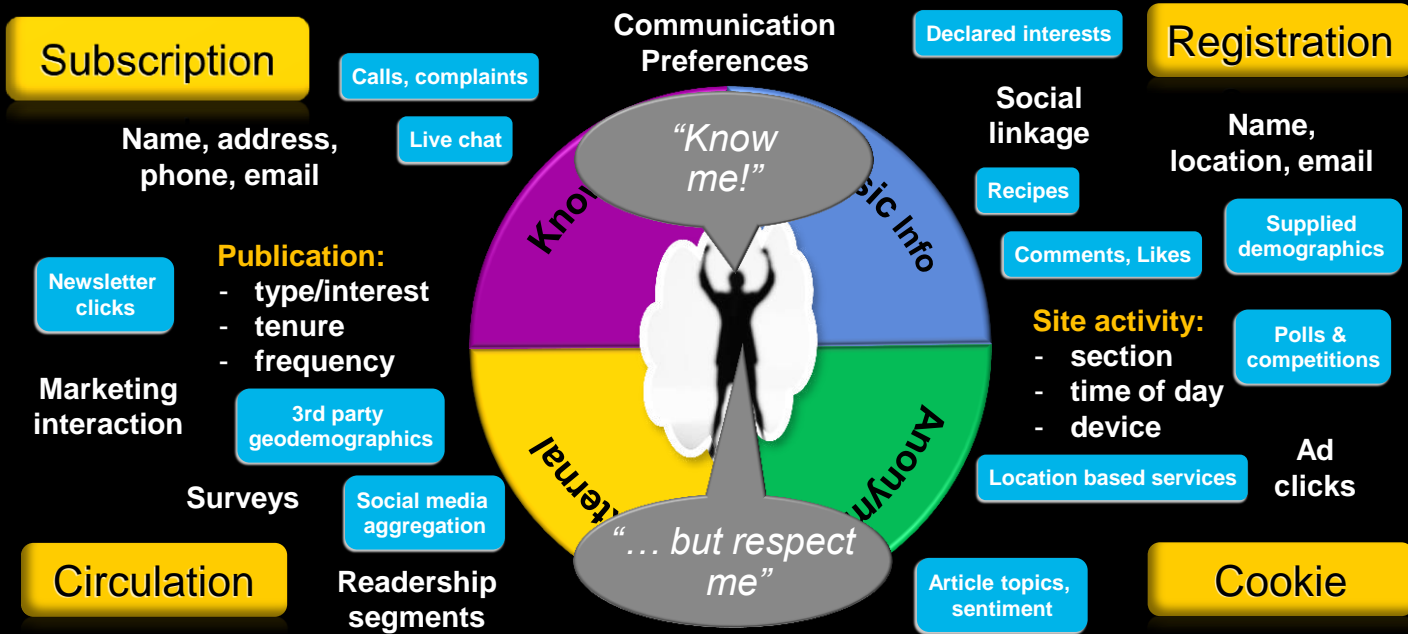 Subscription
Calls, complaints
Live chat
Name, address,
phone, email
Newsletter
clicks
Publication:
- type/interest
- tenure
- frequency
Marketing
interaction
3rd party
geodemographics
Surveys
Social media
aggregation
Circulation
Readership
segments
Communication
Preferences
“Know
me!”
Info
“… but respect
me”
Declared interests
Registration
Social
linkage
Name,
location, email
Recipes
Supplied
demographics
Comments, Likes
Site activity:
- section
- time of day
- device
Polls &
competitions
Location based services
Ad
clicks
Article topics,
sentiment
Cookie